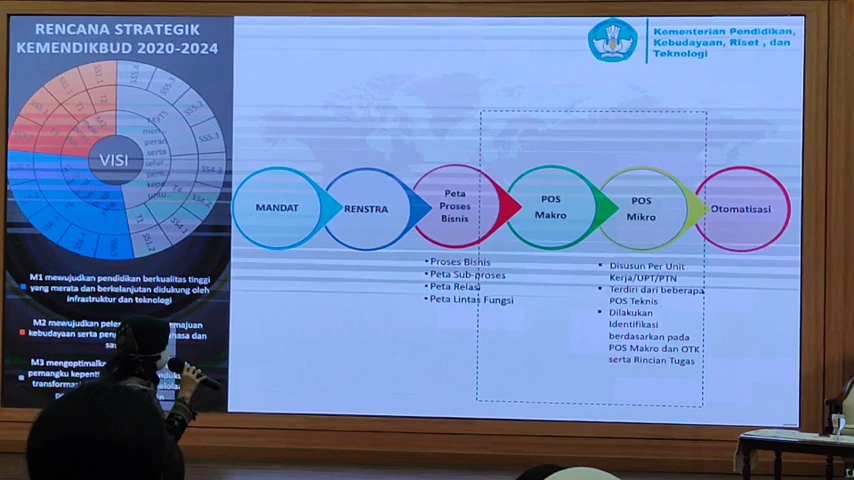 RENCANA STRATEGIK
KEMENDIKBUD 2020-2024
VISI
M1 mewujudkan pendidikan berkualitas tinggi
yang merata dan berkelanjutan didukung oleh
infrastruktur dan teknologi
M2 mewujudkan
kebudayaan serta
M3 mengoptimalkan
Kementerian Pendidikan,
Kebudayaan, Riset , dan
Teknologi
MANDAT
RENSTRA
Peta
Proses
Bisnis
POS
Makro
POS
Mikro
Otomatisasi
• Proses Bisnis
• Peta Sub-proses
• Peta Relasi
• Peta Lintas Fungsi
▪ Disusun Per Unit
Kerja/UPT/PTN
▪ Terdiri dari beberapa
POS Teknis
▪ Dilakukan
Identifikasi
berdasarkan pada
POS Makro dan OTK
serta Rincian Tugas